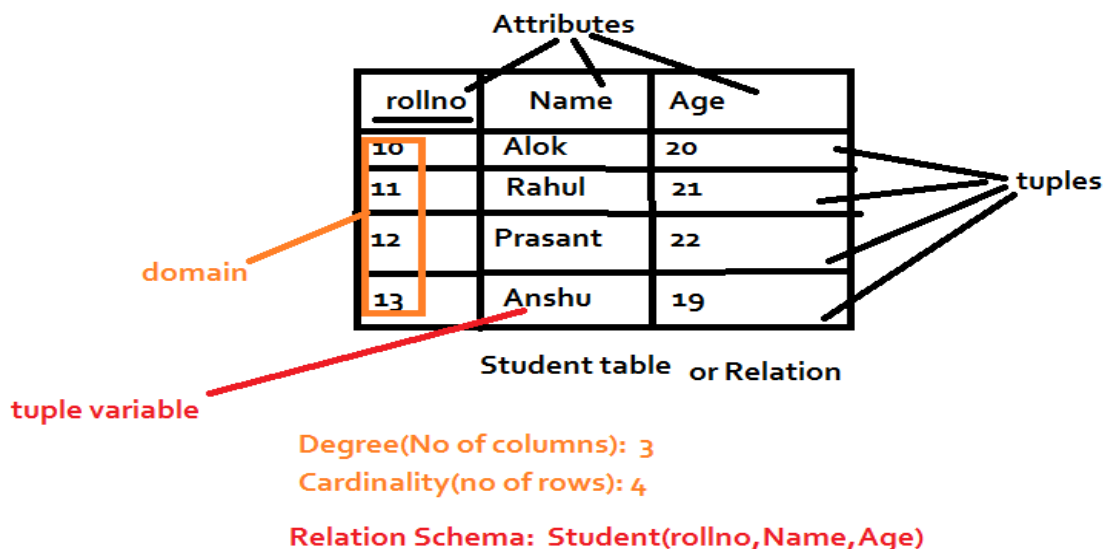 Attributes
rollno Name Age
10 Alok 20
11 Rahul 21
tuples
12 Prasant 22
domain
13 Anshu 19
Student table or Relation
tuple variable
Degree(No of columns): 3
Cardinality(no of rows): 4
Relation Schema: Student(rollno,Name,Age)